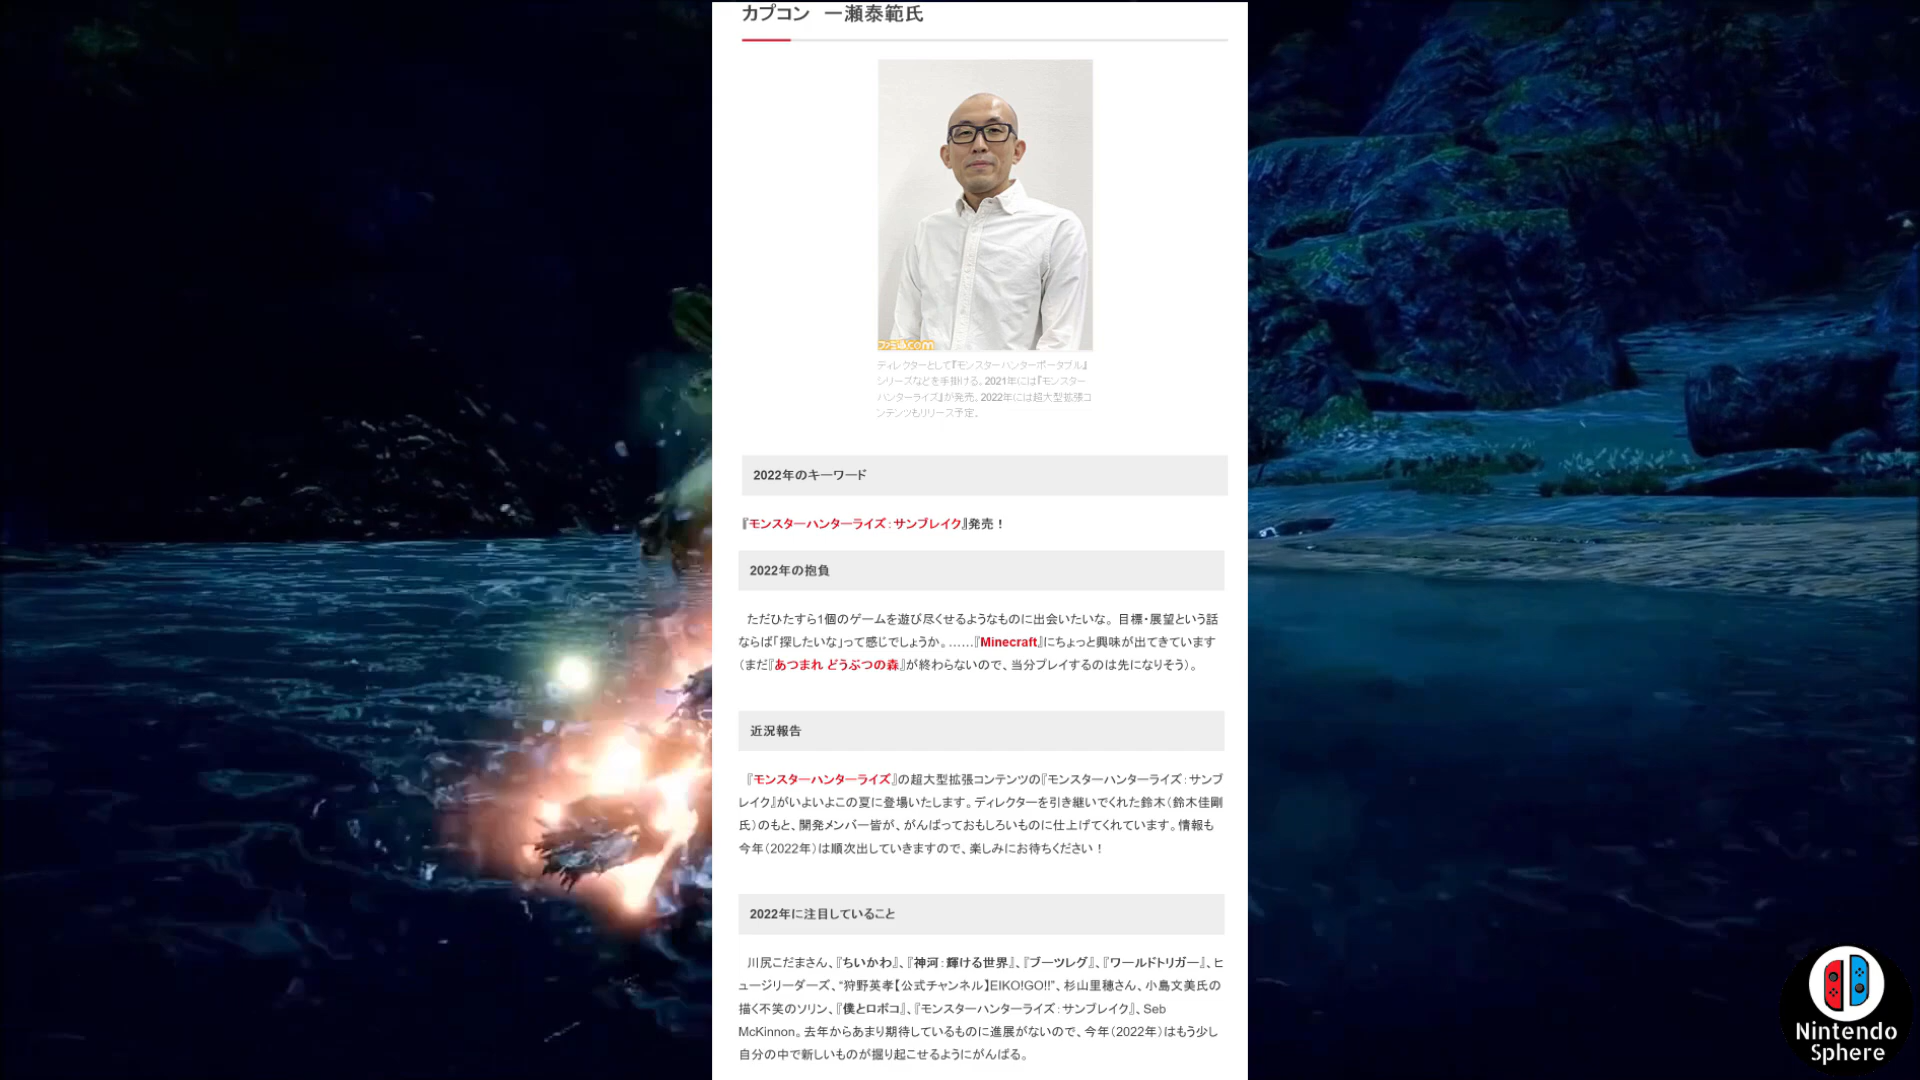 カプコン　一瀬泰範氏
ファミ通.com
ディレクターとして『モンスターハンターポータブル』
シリーズなどを手掛ける。2021年には『モンスター
ハンターライズ』が発売。2022年には超大型拡張コ
ンテンツもリリース予定。
2022年のキーワード
『モンスターハンターライズ：サンブレイク』発売！
2022年の抱負
ただひたすら1個のゲームを遊び尽くせるようなものに出会いたいな。目標・展望という話
ならば「探したいな」って感じでしょうか。……『Minecraft』にちょっと興味が出てきています
（まだ『あつまれ どうぶつの森』が終わらないので、当分プレイするのは先になりそう）。
近況報告
『モンスターハンターライズ』の超大型拡張コンテンツの『モンスターハンターライズ：サンブ
レイク』がいよいよこの夏に登場いたします。ディレクターを引き継いでくれた鈴木（鈴木佳剛
氏）のもと、開発メンバー皆が、がんばっておもしろいものに仕上げてくれています。情報も
今年（2022年）は順次出していきますので、楽しみにお待ちください！
2022年に注目していること
川尻こだまさん、『ちいかわ』、『神河：輝ける世界』、『ブーツレグ』、『ワールドトリガー』、ヒ
ュージリーダーズ、“狩野英孝【公式チャンネル】EIKO!GO!!”、杉山里穂さん、小島文美氏の
描く不笑のソリン、『僕とロボコ』、『モンスターハンターライズ：サンブレイク』、Seb
McKinnon。去年からあまり期待しているものに進展がないので、今年（2022年）はもう少し
自分の中で新しいものが掘り起こせるようにがんばる。
Nintendo
Sphere